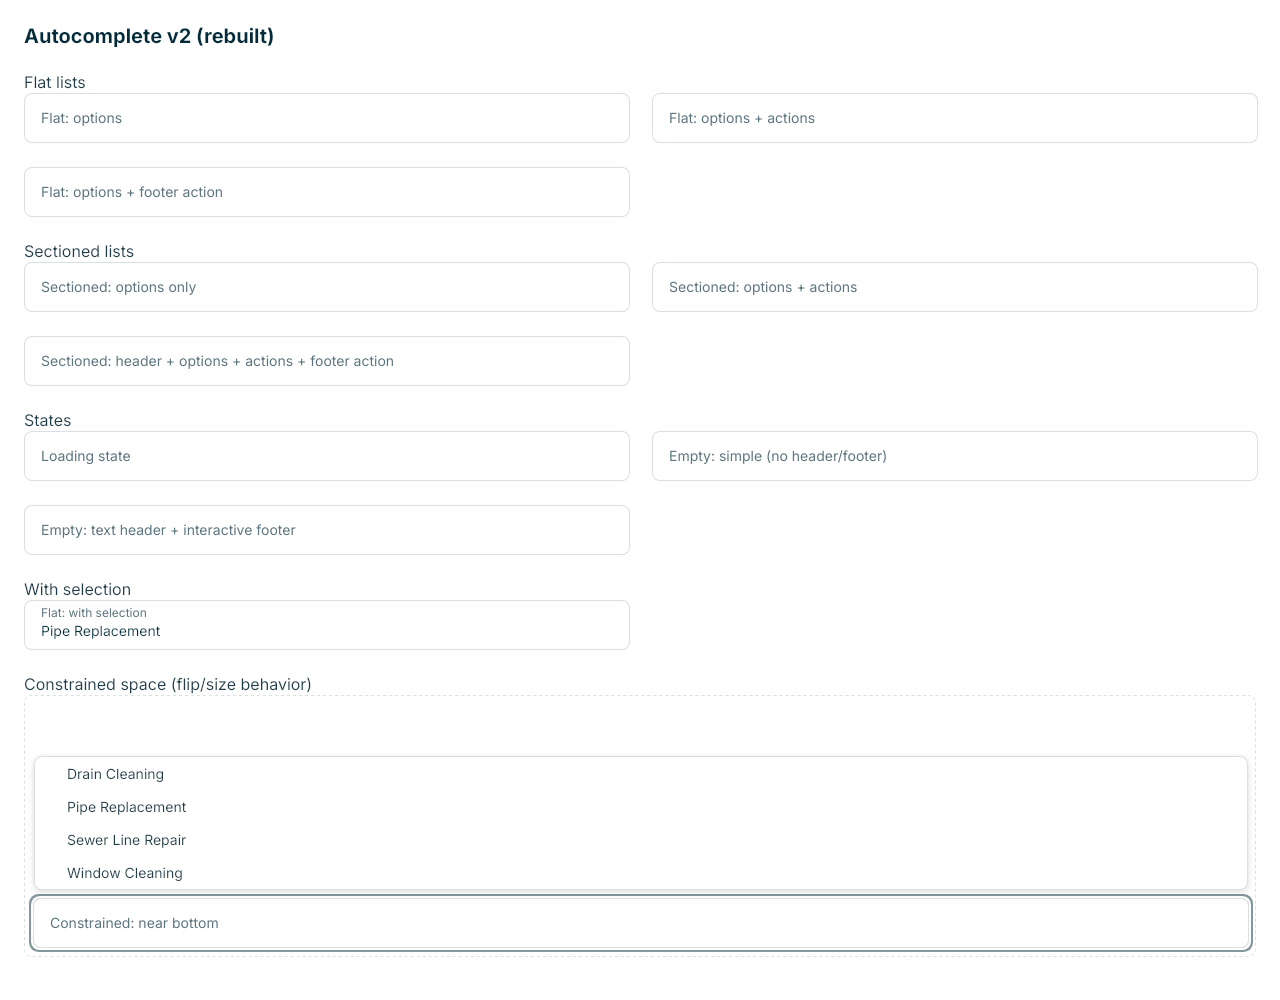 Autocomplete v2 (rebuilt)
Flat lists
Flat: options
Flat: options + actions
Flat: options + footer action
Sectioned lists
Sectioned: options only
Sectioned: options + actions
Sectioned: header + options + actions + footer action
States
Loading state
Empty: simple (no header/footer)
Empty: text header + interactive footer
With selection
Flat: with selection
Pipe Replacement
Constrained space (flip/size behavior)
Drain Cleaning
Pipe Replacement
Sewer Line Repair
Window Cleaning
Constrained: near bottom